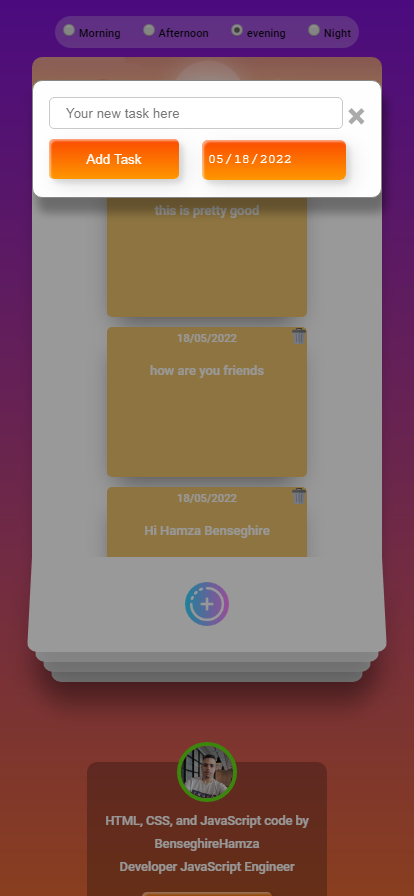 Morning Afternoon evening Night
Your new task here
Add Task 05/18/2022
this is pretty good
18/05/2022
how are you friends
18/05/2022
Hi Hamza Benseghire
HTML, CSS, and JavaScript code by
BenseghireHamza
Developer JavaScript Engineer